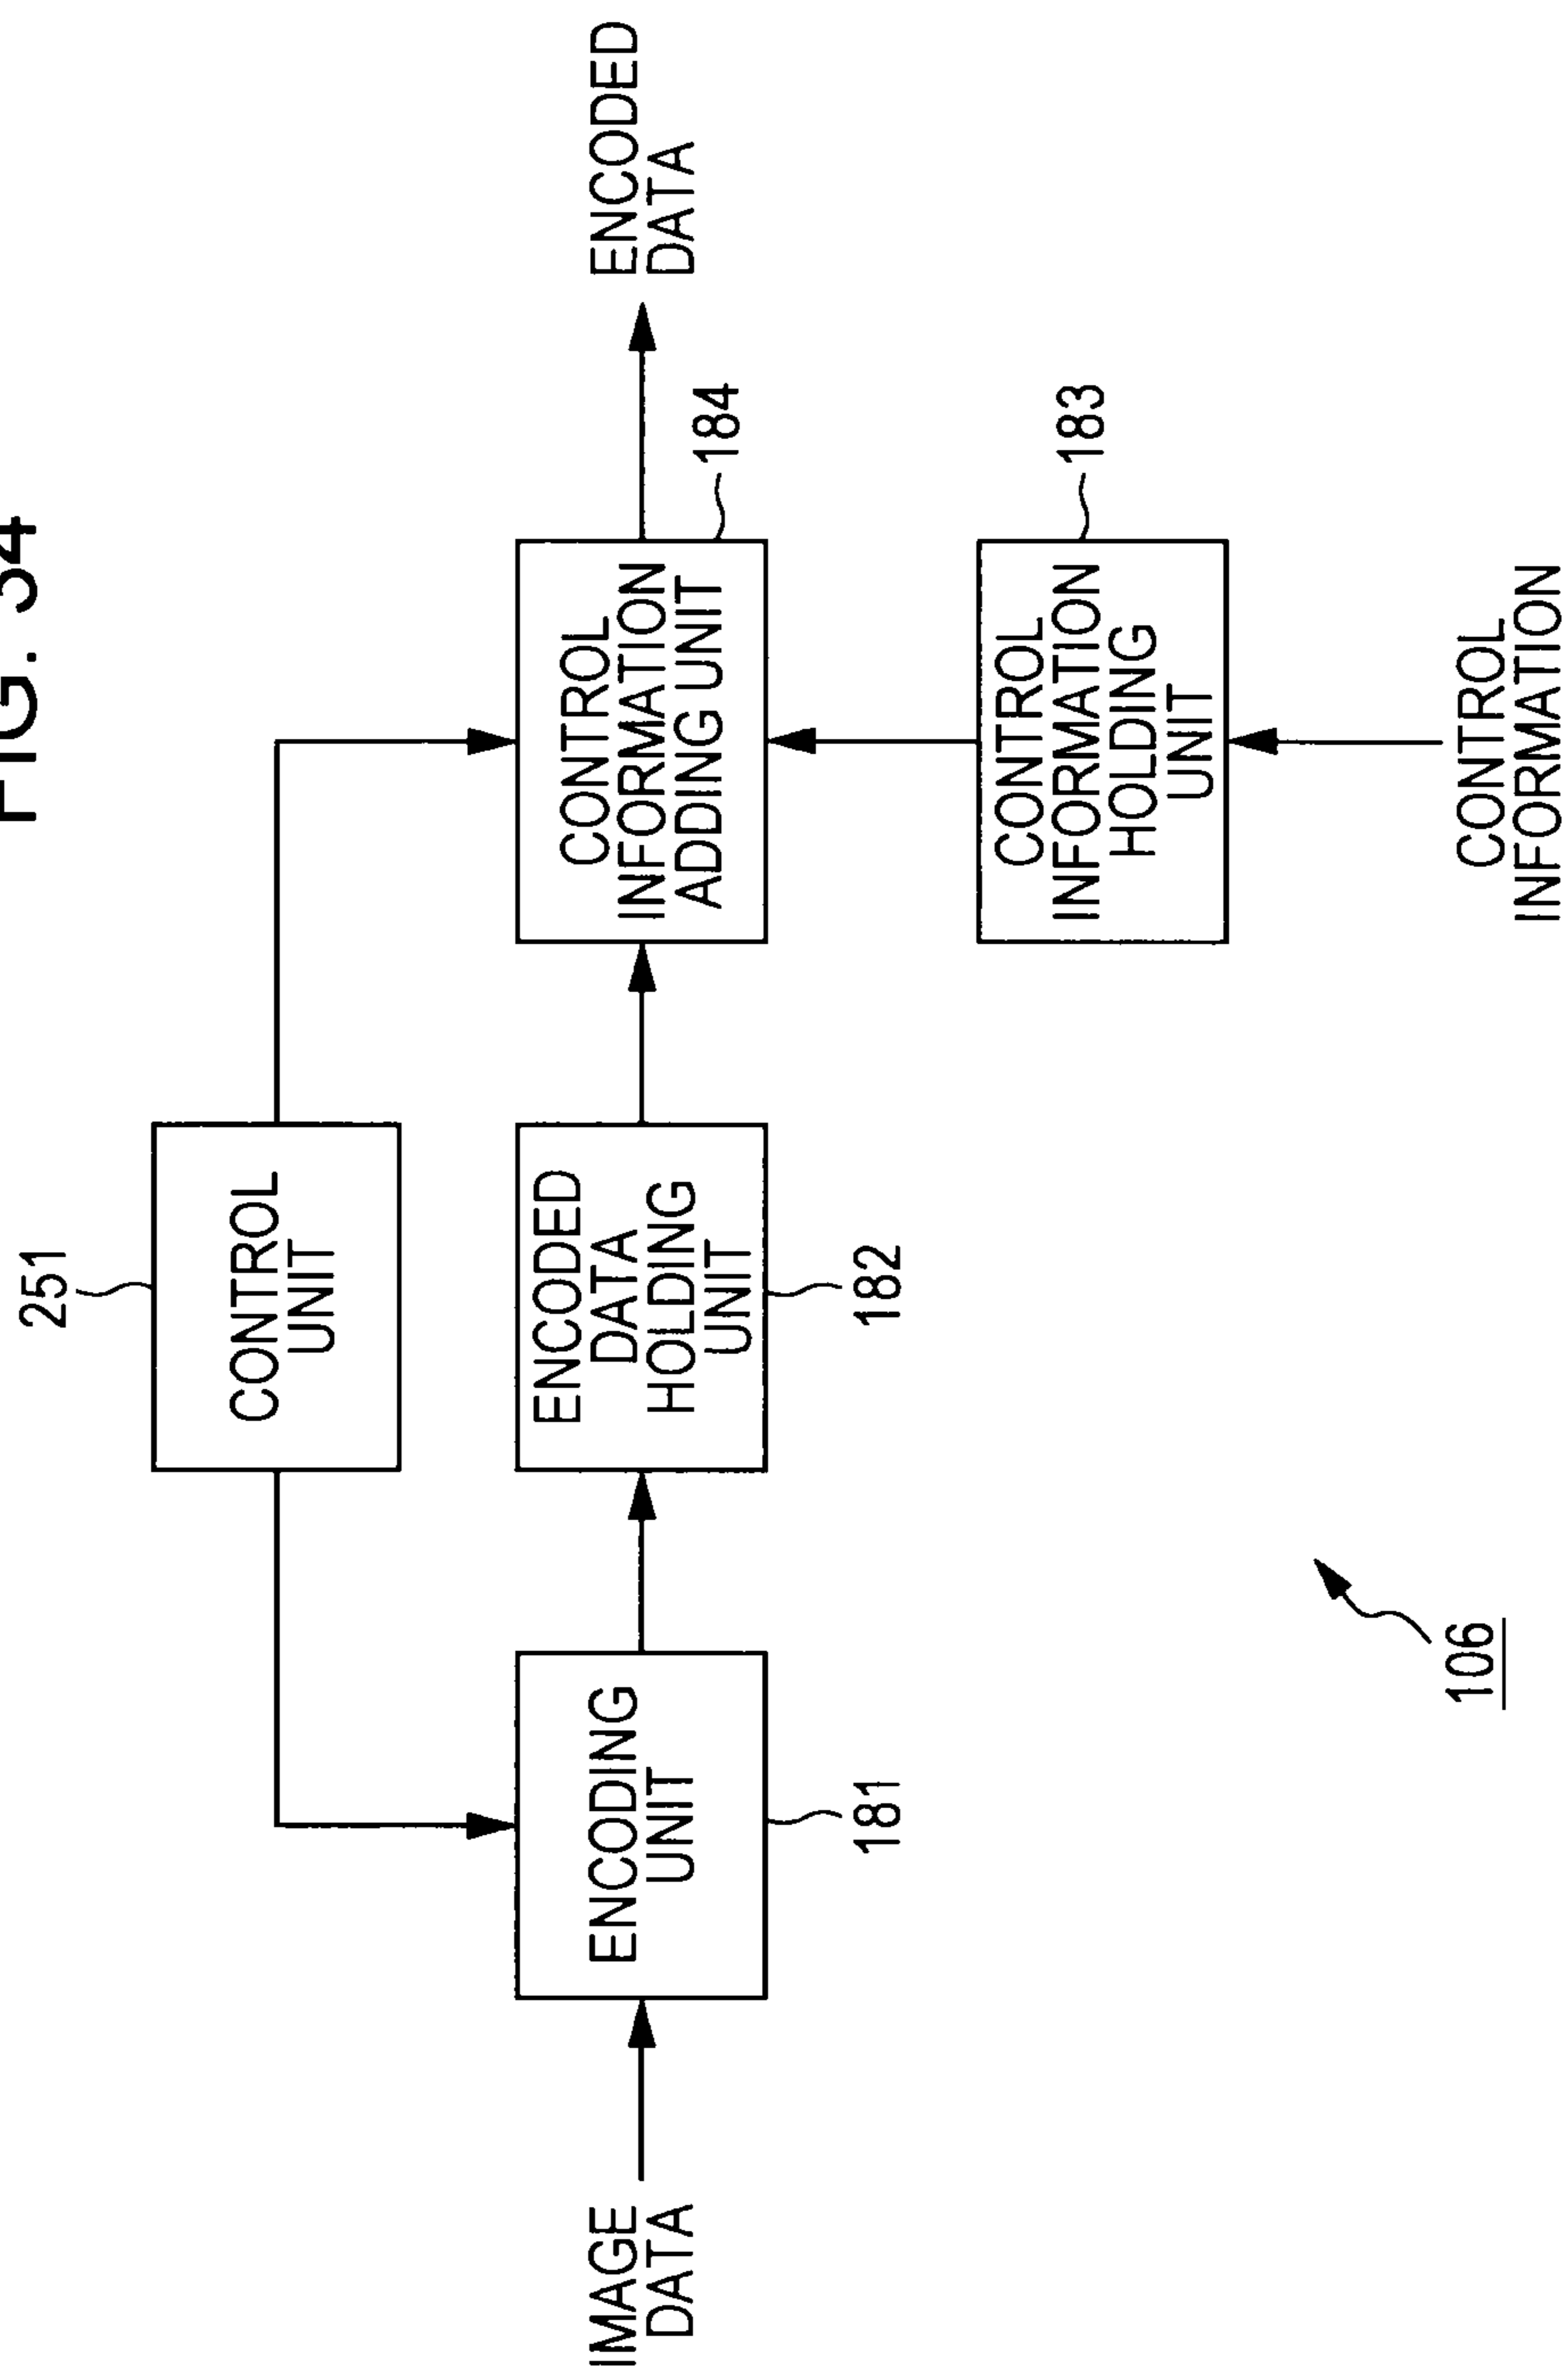 FIG. 34
251
CONTROL
UNIT
IMAGE
DATA
ENCODING
UNIT
181
ENCODED
DATA
HOLDING
UNIT
182
CONTROL
INFORMATION
ADDING UNIT
184
ENCODED
DATA
CONTROL
INFORMATION
HOLDING
UNIT
183
106
CONTROL
INFORMATION